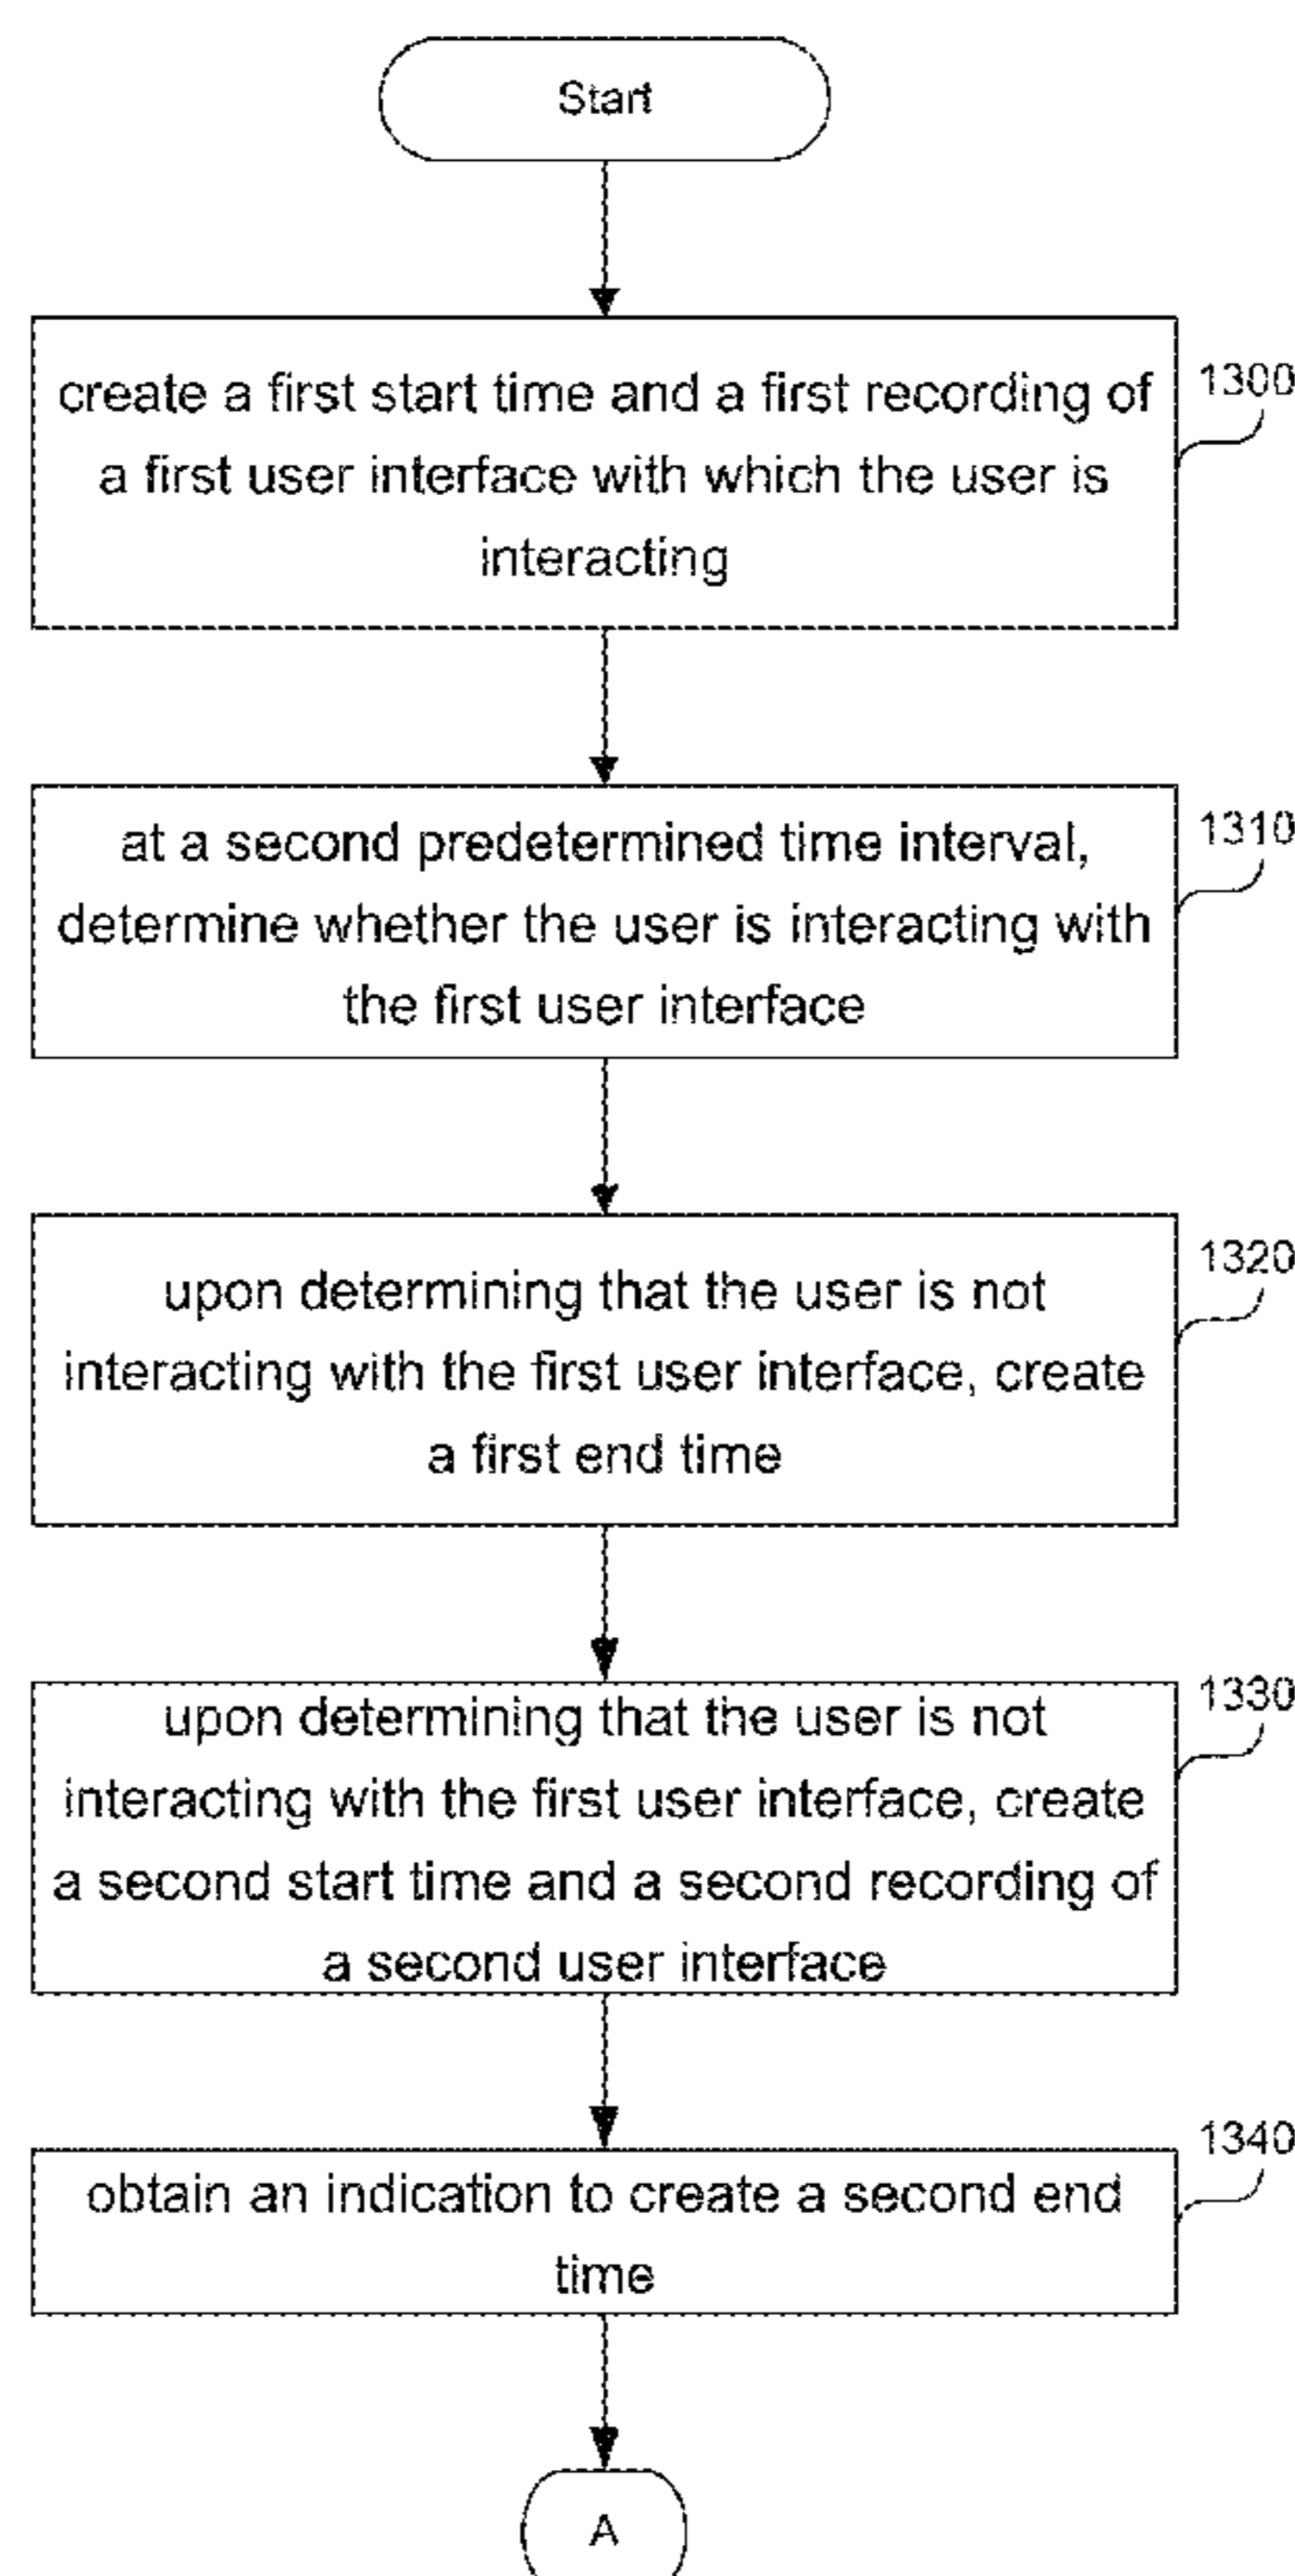 Start
create a first start time and a first recording of
a first user interface with which the user is
interacting
1300
at a second predetermined time interval,
determine whether the user is interacting with
the first user interface
1310
upon determining that the user is not
interacting with the first user interface, create
a first end time
1320
upon determining that the user is not
interacting with the first user interface, create
a second start time and a second recording of
a second user interface
1330
obtain an indication to create a second end
time
1340
A